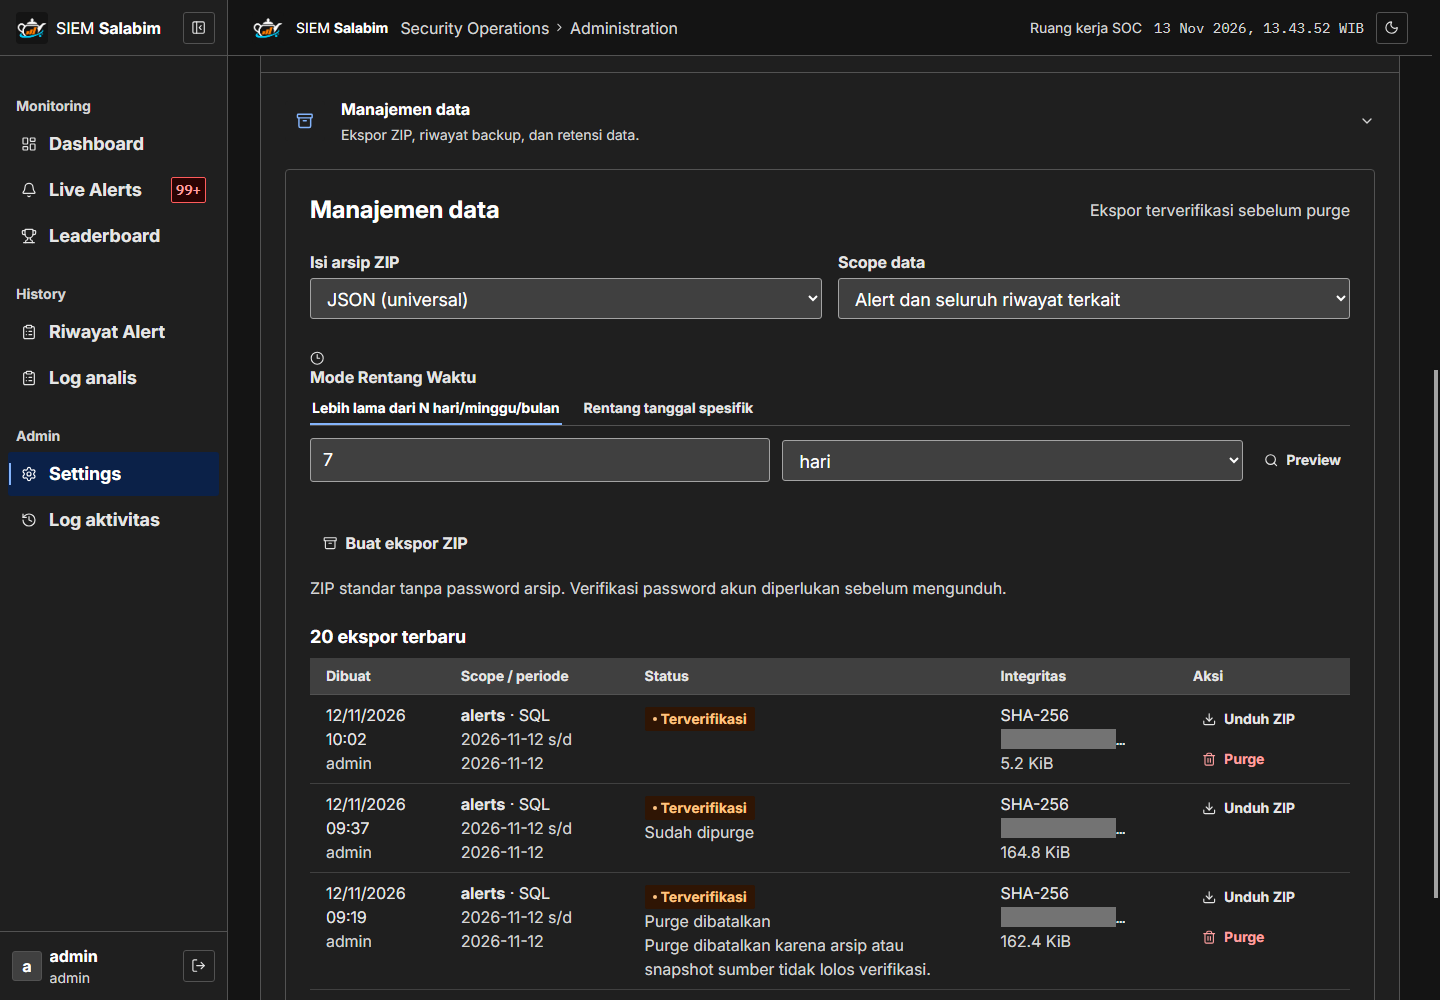 SIEM Salabim
SIEM Salabim Security Operations › Administration
Ruang kerja SOC 13 Nov 2026, 13.43.52 WIB
Monitoring
Dashboard
Live Alerts 99+
Leaderboard
History
Riwayat Alert
Log analis
Admin
Settings
Log aktivitas
a
admin
admin
Manajemen data
Ekspor ZIP, riwayat backup, dan retensi data.
Manajemen data
Ekspor terverifikasi sebelum purge
Isi arsip ZIP
Scope data
JSON (universal)
Alert dan seluruh riwayat terkait
Mode Rentang Waktu
Lebih lama dari N hari/minggu/bulan
Rentang tanggal spesifik
7
hari
Preview
Buat ekspor ZIP
ZIP standar tanpa password arsip. Verifikasi password akun diperlukan sebelum mengunduh.
20 ekspor terbaru
Dibuat Scope / periode Status Integritas Aksi
12/11/2026
10:02
admin
alerts · SQL
2026-11-12 s/d
2026-11-12
• Terverifikasi
SHA-256
…
5.2 KiB
Unduh ZIP
Purge
12/11/2026
09:37
admin
alerts · SQL
2026-11-12 s/d
2026-11-12
• Terverifikasi
Sudah dipurge
SHA-256
…
164.8 KiB
Unduh ZIP
12/11/2026
09:19
admin
alerts · SQL
2026-11-12 s/d
2026-11-12
• Terverifikasi
Purge dibatalkan
Purge dibatalkan karena arsip atau
snapshot sumber tidak lolos verifikasi.
SHA-256
…
162.4 KiB
Unduh ZIP
Purge